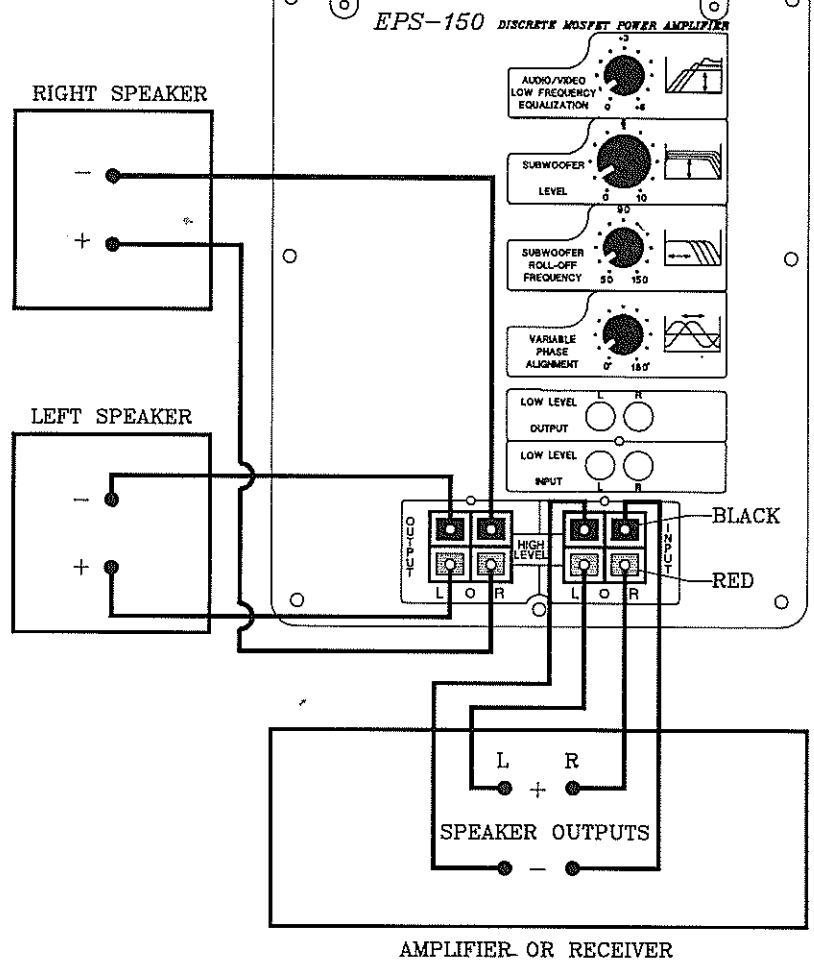 EPS-150 DISCRETE MOSFET POWER AMPLIFIER
+3
AUDIO/VIDEO
LOW FREQUENCY
EQUALIZATION
0 +6
RIGHT SPEAKER
-
+
SUBWOOFER
LEVEL
0 10
90
SUBWOOFER
ROLL-OFF
FREQUENCY
50 150
VARIABLE
PHASE
ALIGNMENT
0° 180°
L R
LOW LEVEL
OUTPUT
LOW LEVEL
INPUT
L R
LEFT SPEAKER
-
+
OUTPUT
HIGH
LEVEL
INPUT
BLACK
RED
L O R
L O R
L R
+
SPEAKER OUTPUTS
-
AMPLIFIER OR RECEIVER